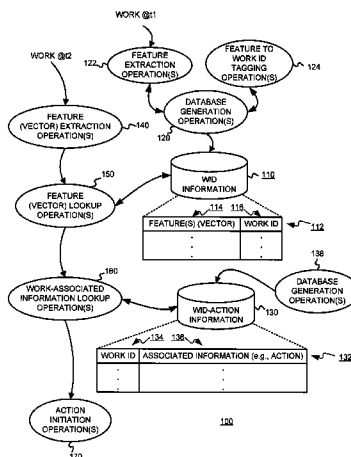 WORK @t1
WORK @t2
122
FEATURE
EXTRACTION
OPERATION(S)
FEATURE TO
WORK ID
TAGGING
OPERATION(S)
124
FEATURE
(VECTOR) EXTRACTION
OPERATION(S)
140
DATABASE
GENERATION
OPERATION(S)
120
150
FEATURE
(VECTOR) LOOKUP
OPERATION(S)
WID
INFORMATION
110
114
116
FEATURE(S) (VECTOR)
WORK ID
112
160
WORK-ASSOCIATED
INFORMATION LOOKUP
OPERATION(S)
138
DATABASE
GENERATION
OPERATION(S)
WID-ACTION
INFORMATION
130
134
136
WORK ID
ASSOCIATED INFORMATION (e.g., ACTION)
132
ACTION
INITIATION
OPERATION(S)
170
100